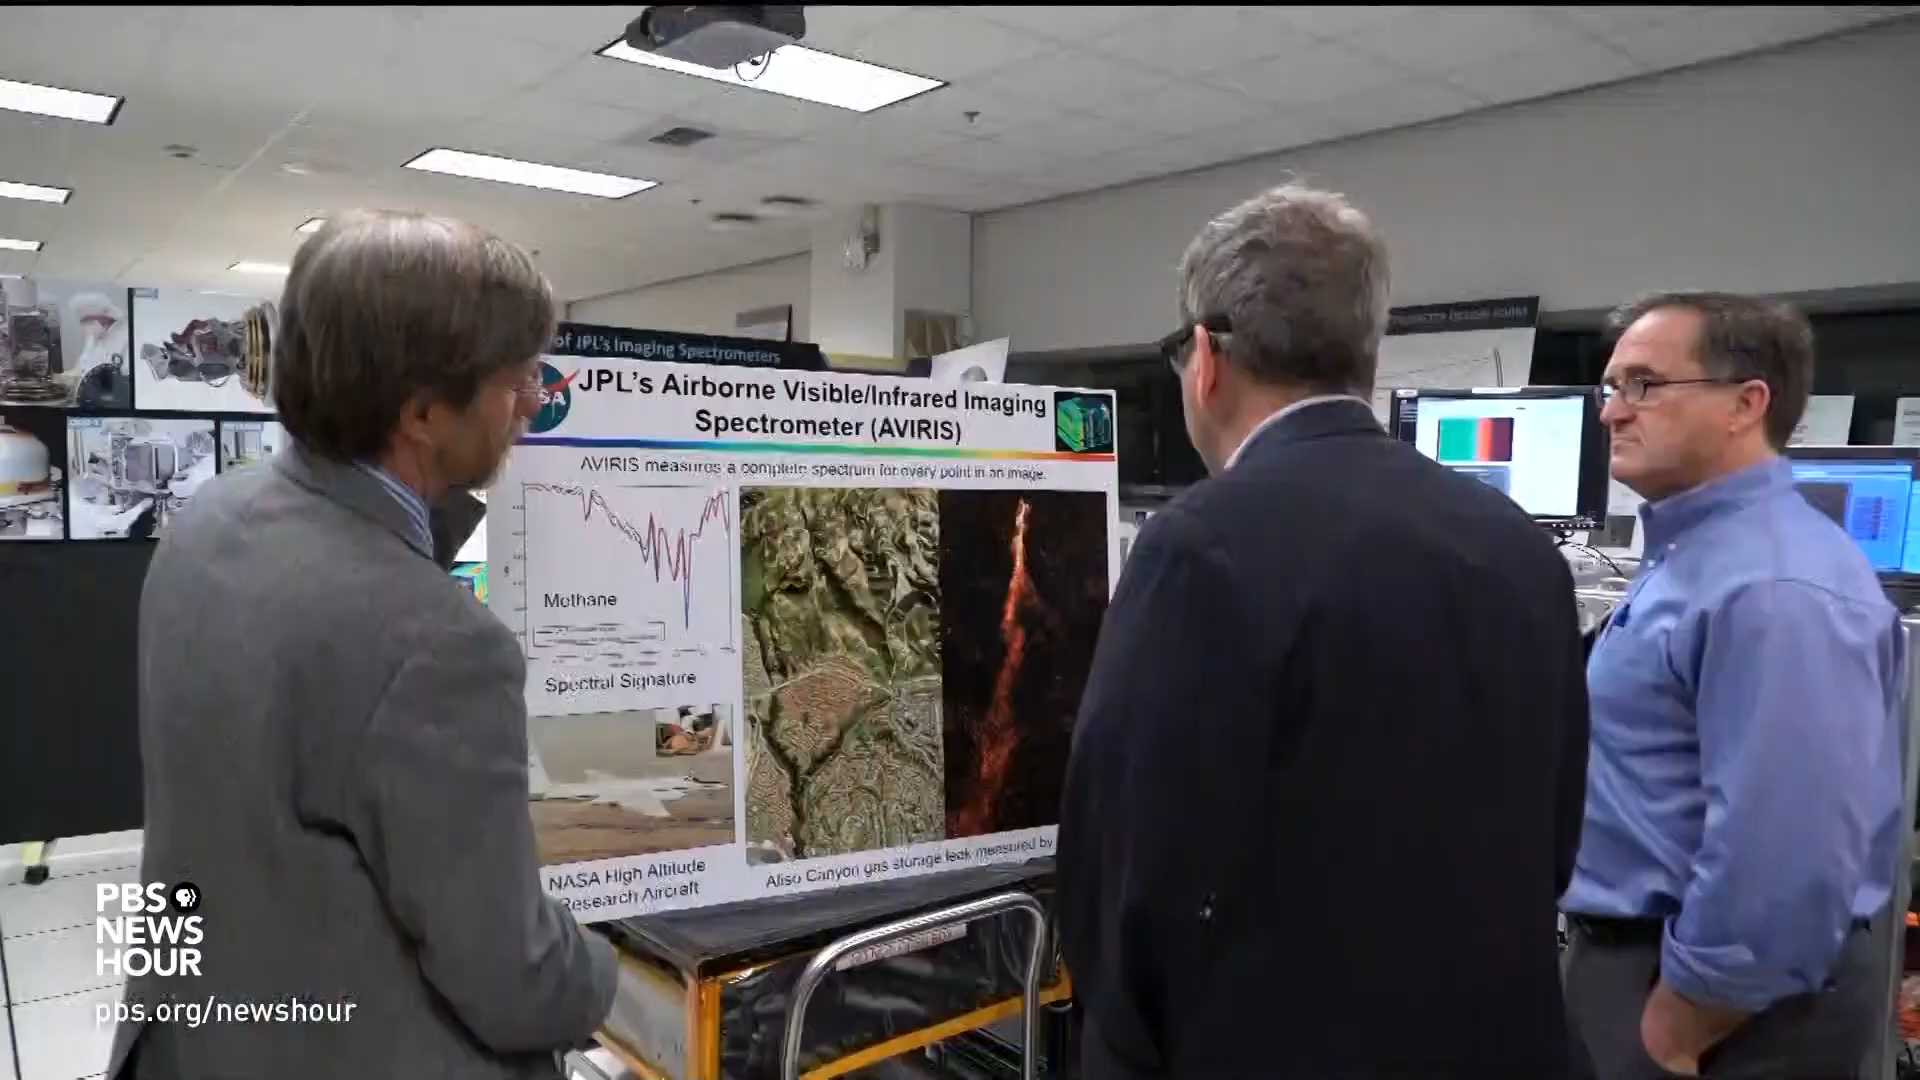 of JPL's Imaging Spectrometers
JPL's Airborne Visible/Infrared Imaging
Spectrometer (AVIRIS)
AVIRIS measures a complete spectrum for every point in an image.
Methane
Spectral Signature
NASA High Altitude
Research Aircraft
Aliso Canyon gas storage leak measured by
PBS
NEWS
HOUR
pbs.org/newshour